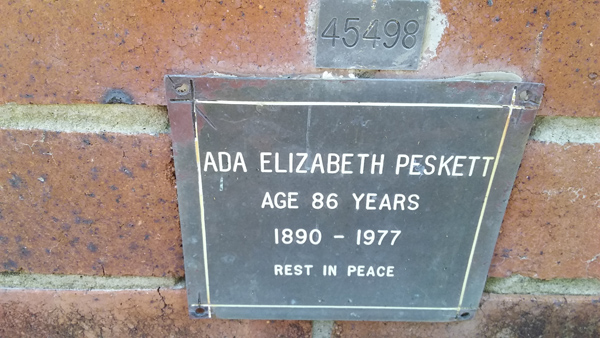 45498
ADA ELIZABETH PESKETT
AGE 86 YEARS
1890 - 1977
REST IN PEACE